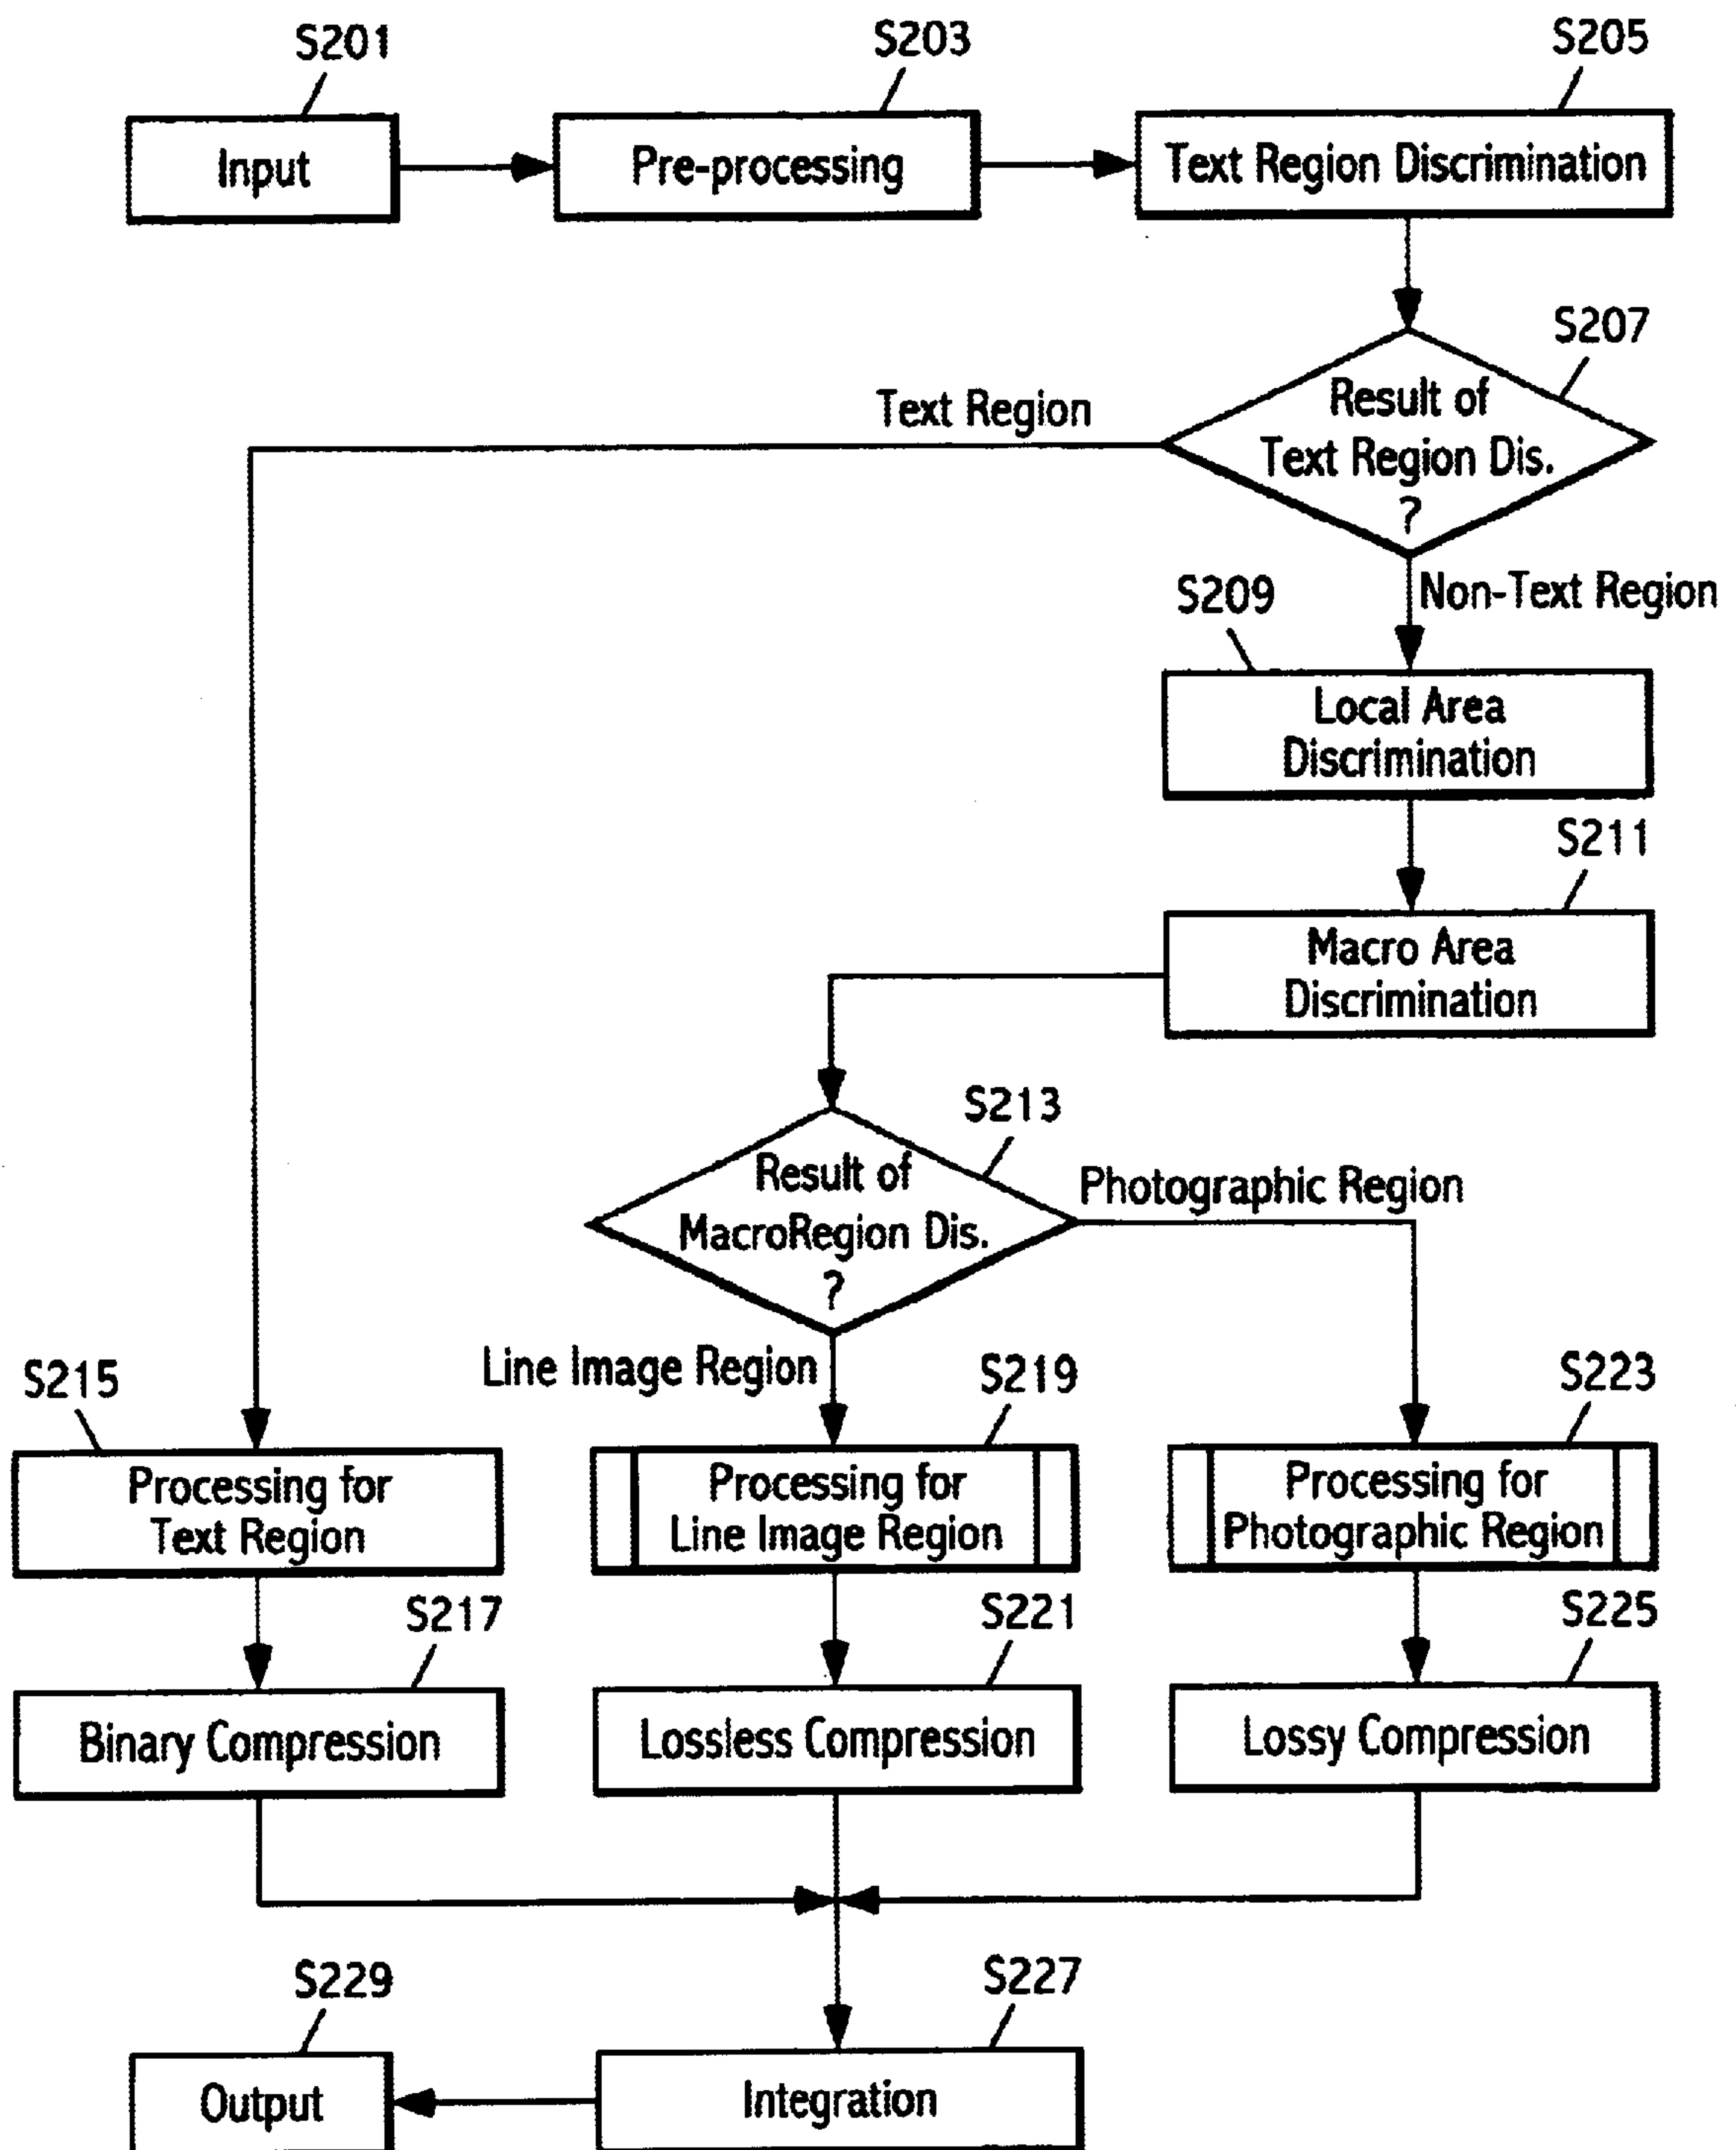 S201
S203
S205
Input
Pre-processing
Text Region Discrimination
S207
Text Region
Result of
Text Region Dis.
?
Non-Text Region
S209
Local Area
Discrimination
S211
Macro Area
Discrimination
S213
Result of
MacroRegion Dis.
?
Photographic Region
Line Image Region
S215
S219
S223
Processing for
Text Region
Processing for
Line Image Region
Processing for
Photographic Region
S217
S221
S225
Binary Compression
Lossless Compression
Lossy Compression
S229
S227
Output
Integration